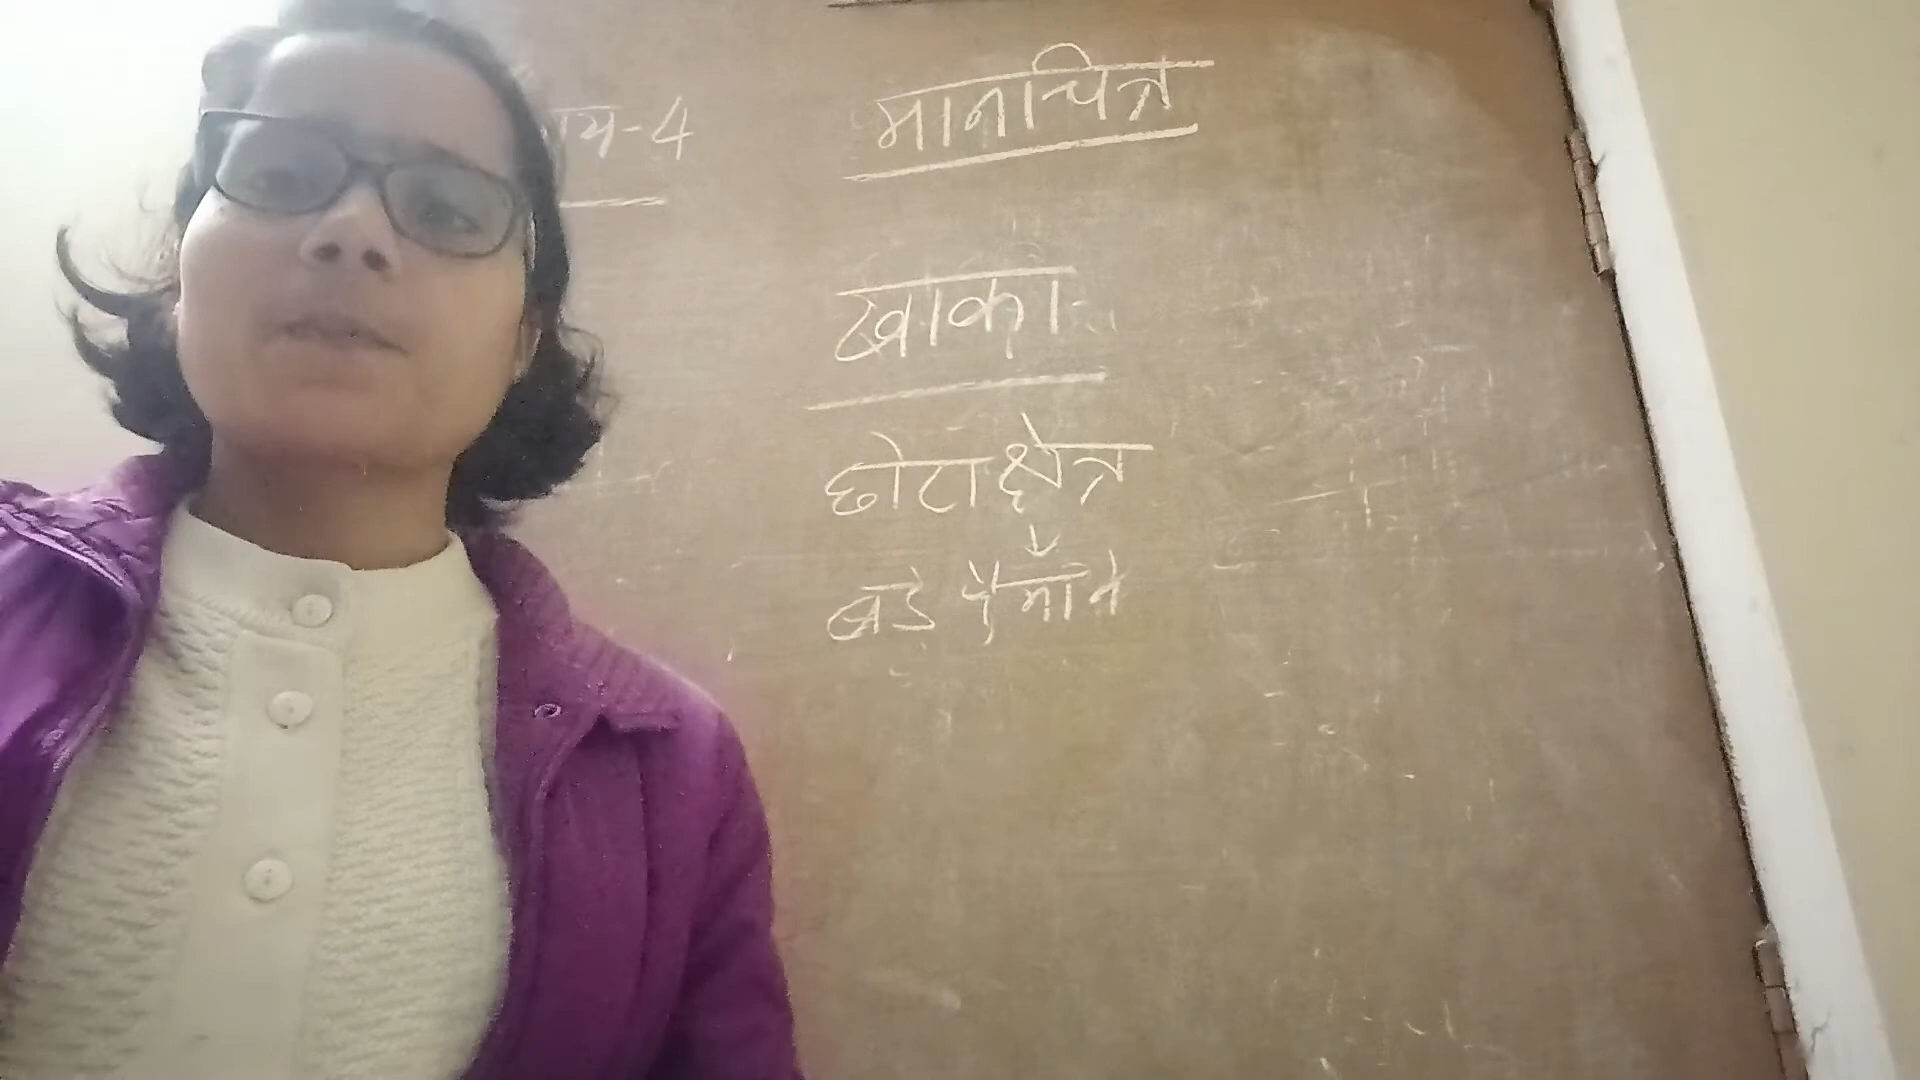 य-4 मानचित्र
खाका
छोटा क्षेत्र
↓
बडे पैमाने